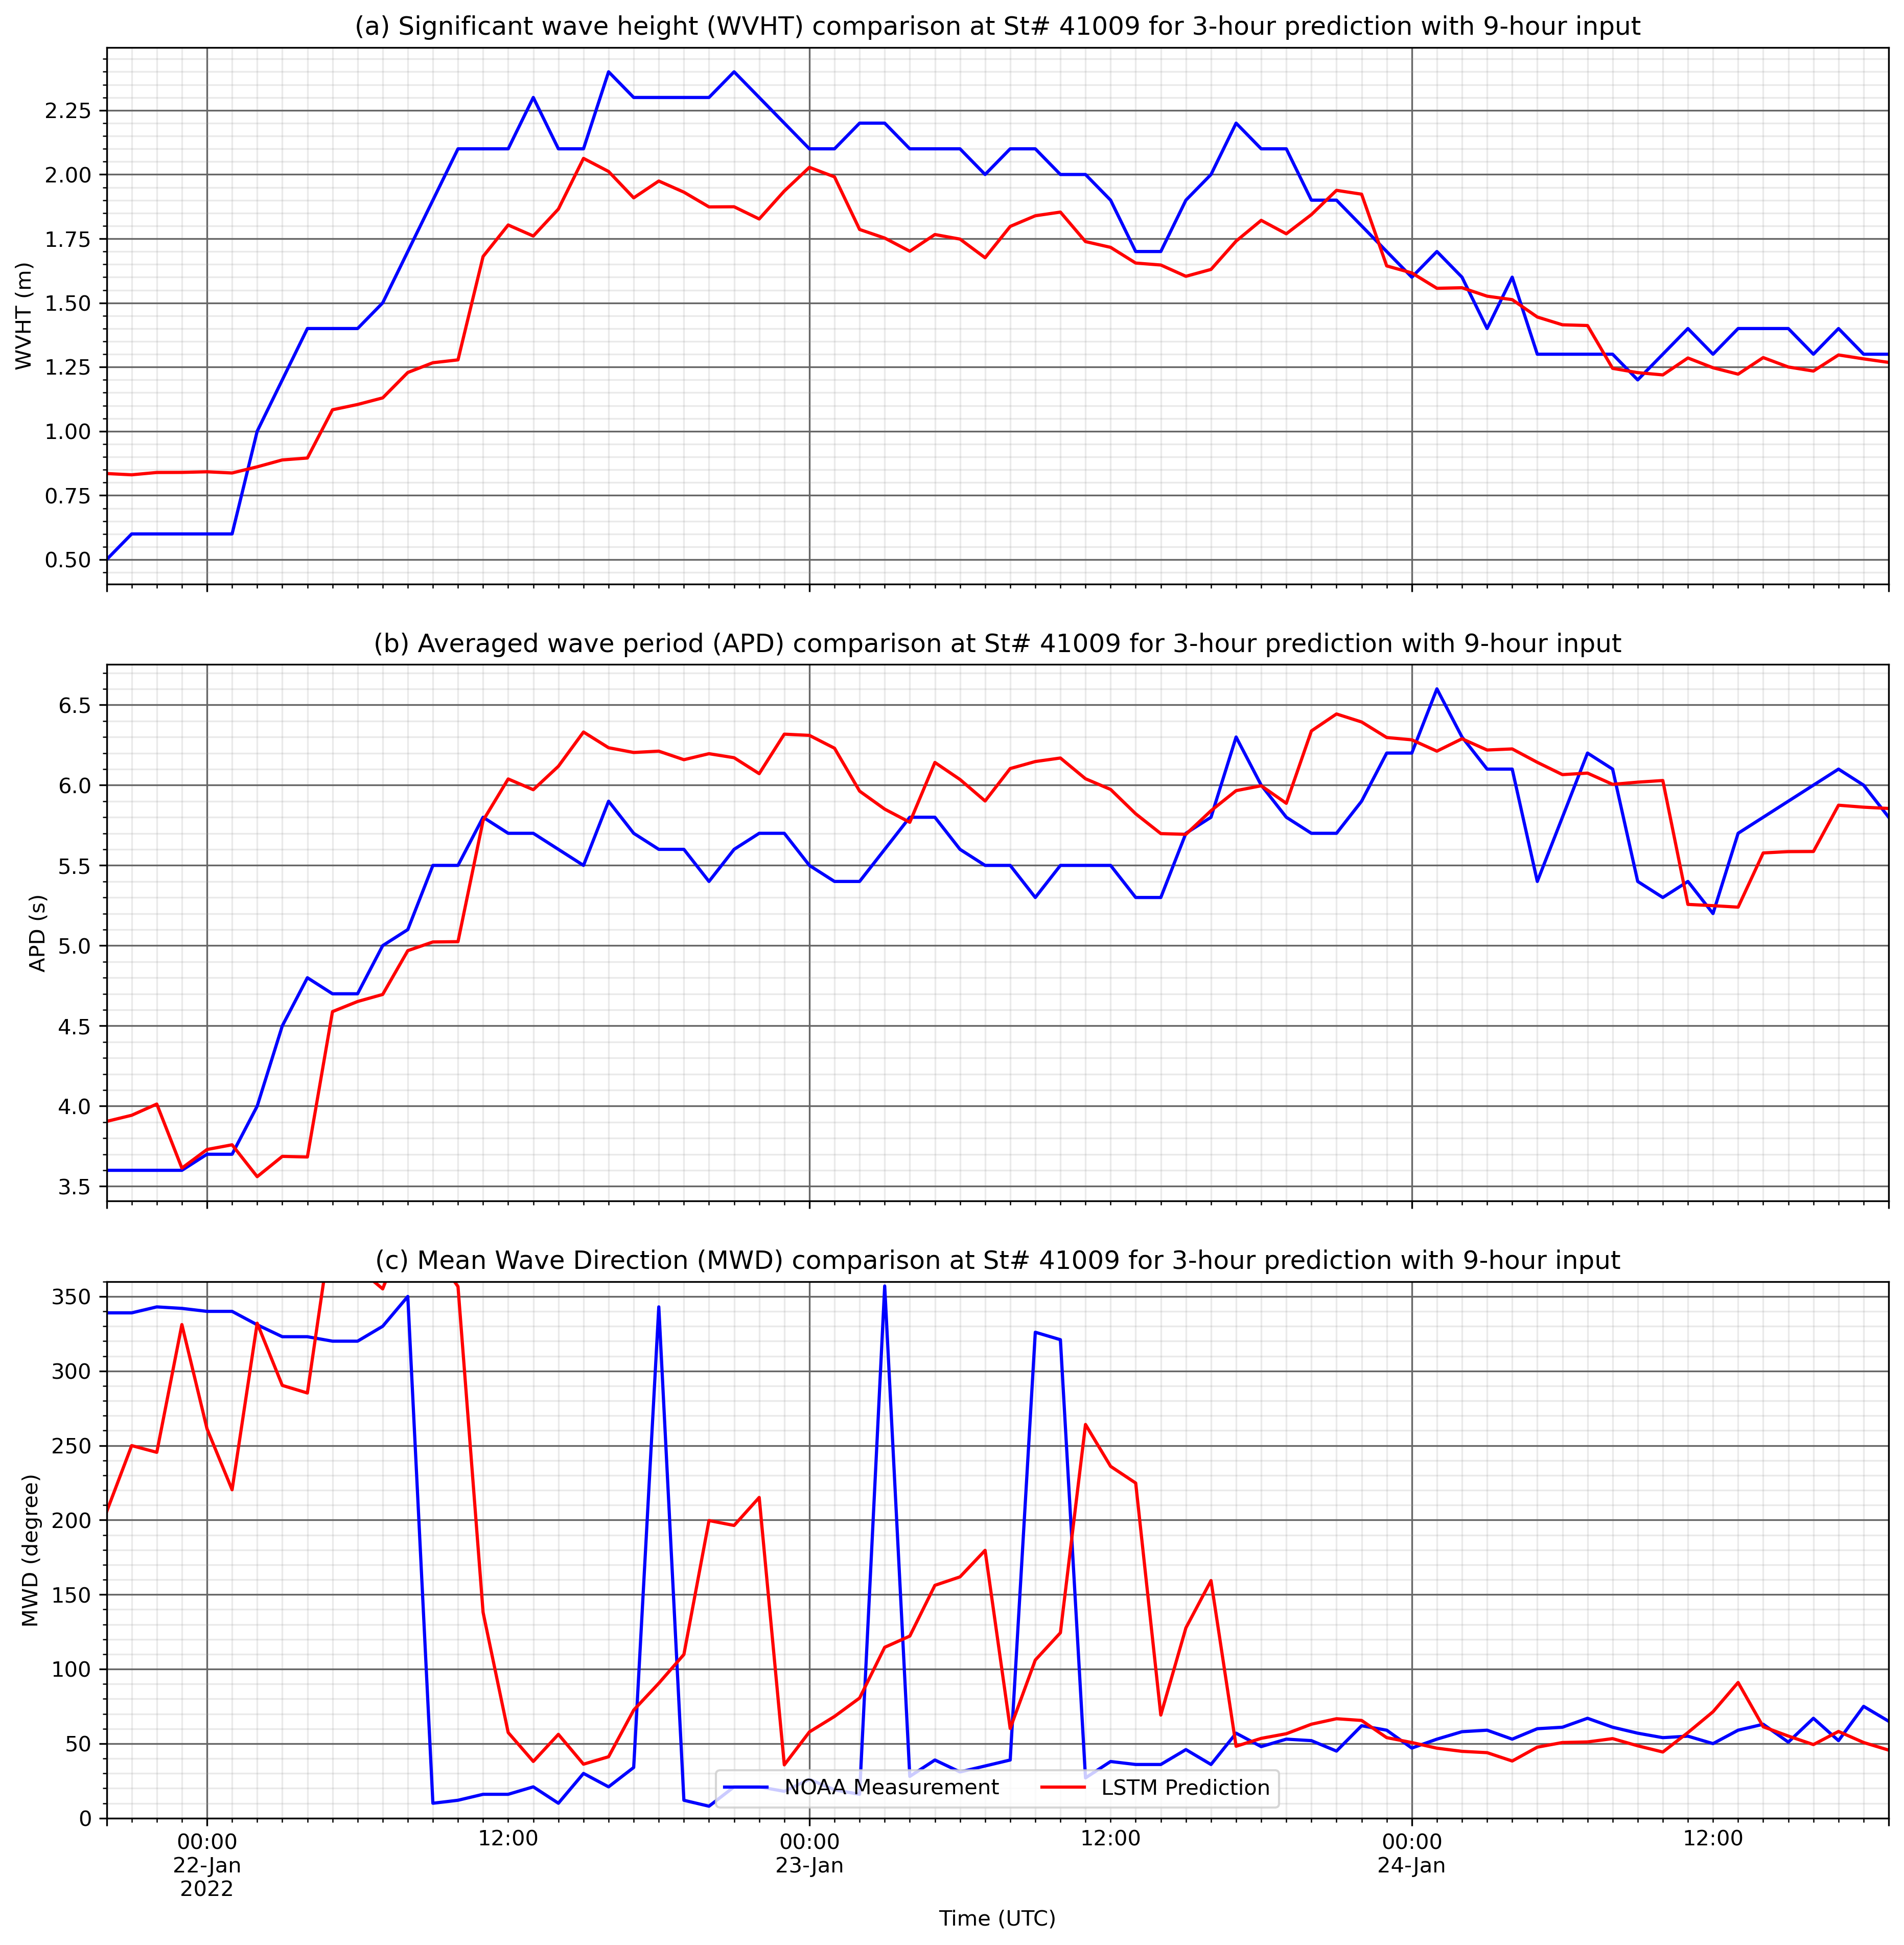 (a) Significant wave height (WVHT) comparison at St# 41009 for 3-hour prediction with 9-hour input
2.25
2.00
1.75
1.50
1.25
1.00
0.75
0.50
WVHT (m)
(b) Averaged wave period (APD) comparison at St# 41009 for 3-hour prediction with 9-hour input
6.5
6.0
5.5
5.0
4.5
4.0
3.5
APD (s)
(c) Mean Wave Direction (MWD) comparison at St# 41009 for 3-hour prediction with 9-hour input
350
300
250
200
150
100
50
0
MWD (degree)
NOAA Measurement LSTM Prediction
00:00 12:00 00:00 12:00 00:00 12:00
22-Jan 23-Jan 24-Jan
2022
Time (UTC)